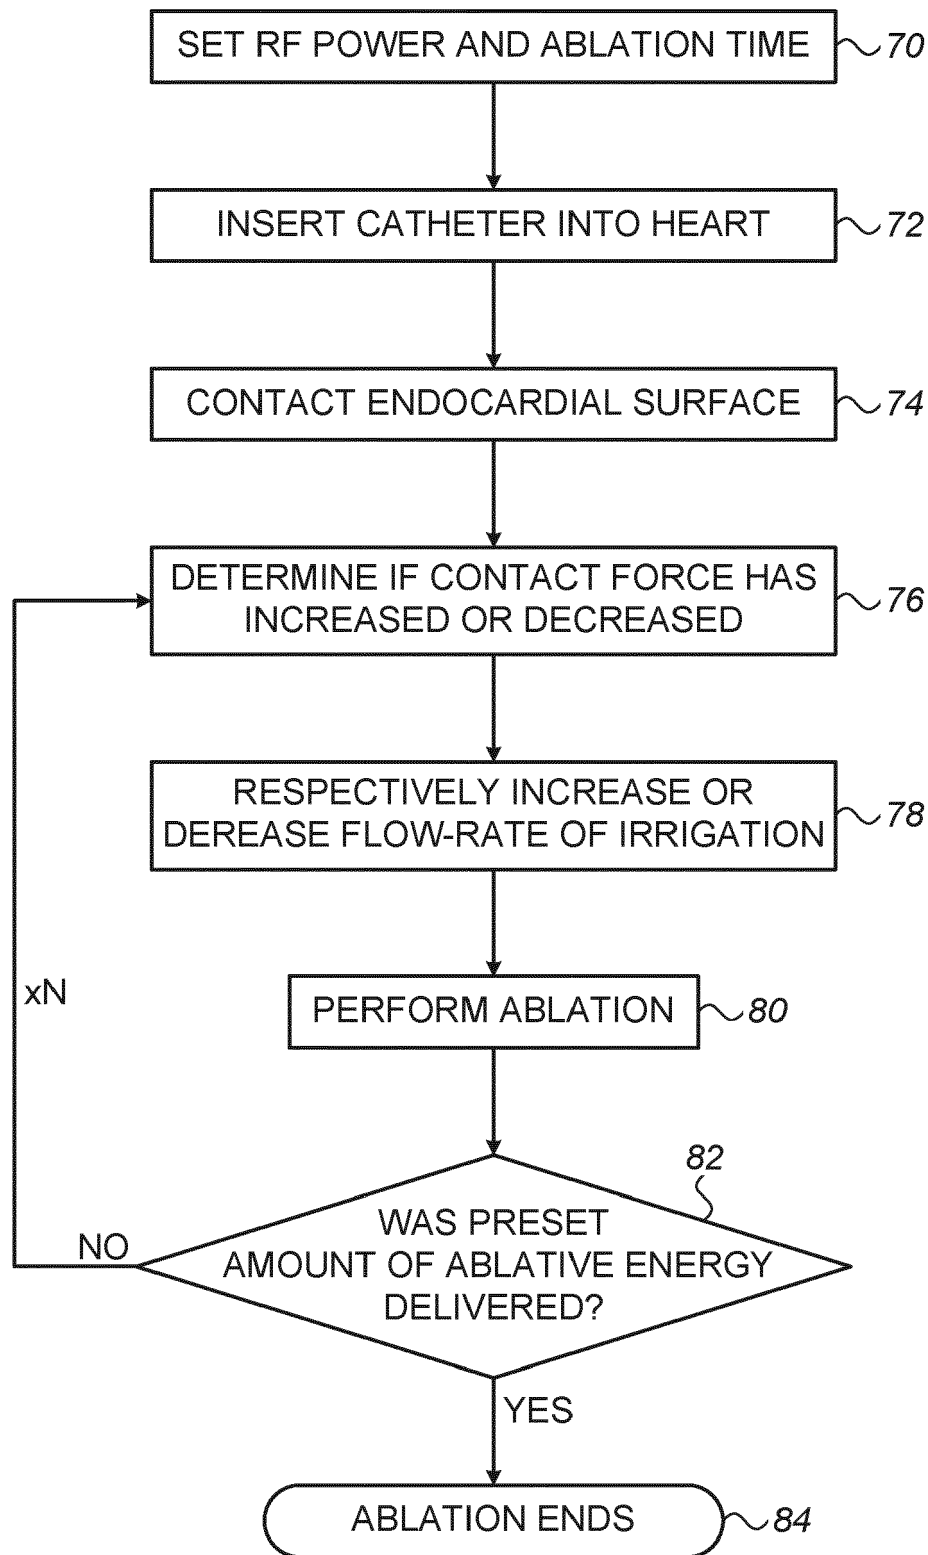 SET RF POWER AND ABLATION TIME 70
INSERT CATHETER INTO HEART 72
CONTACT ENDOCARDIAL SURFACE 74
DETERMINE IF CONTACT FORCE HAS
INCREASED OR DECREASED 76
RESPECTIVELY INCREASE OR
DEREASE FLOW-RATE OF IRRIGATION 78
xN
PERFORM ABLATION 80
82
WAS PRESET
AMOUNT OF ABLATIVE ENERGY
DELIVERED?
NO
YES
ABLATION ENDS 84